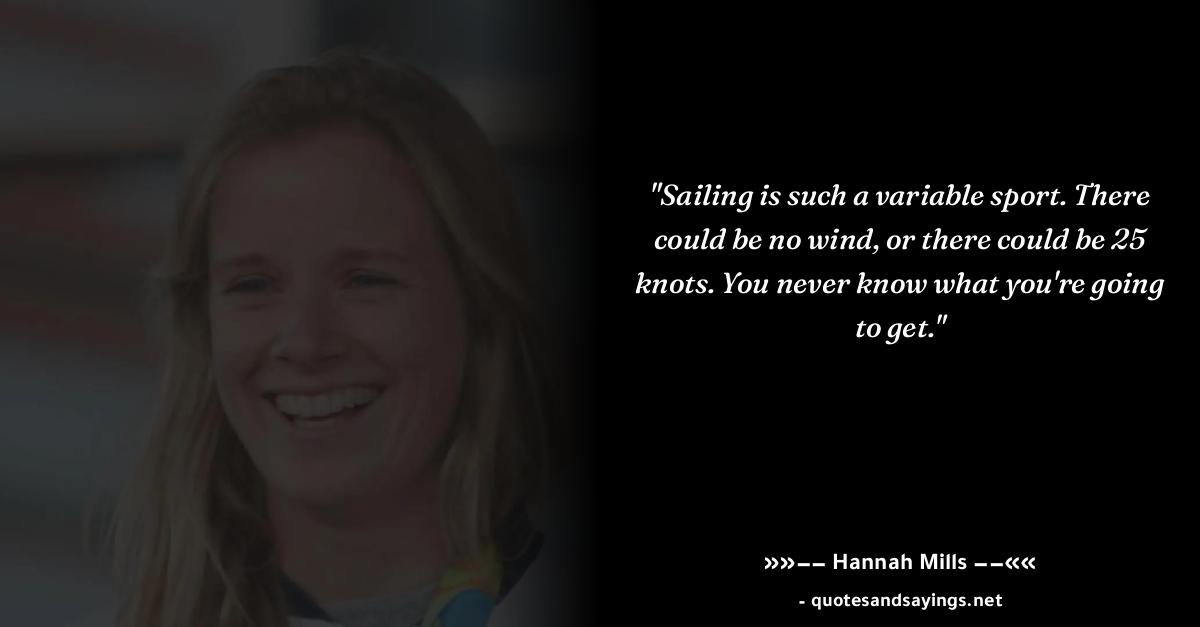 "Sailing is such a variable sport. There
could be no wind, or there could be 25
knots. You never know what you're going
to get."
»»−− Hannah Mills −−««
- quotesandsayings.net